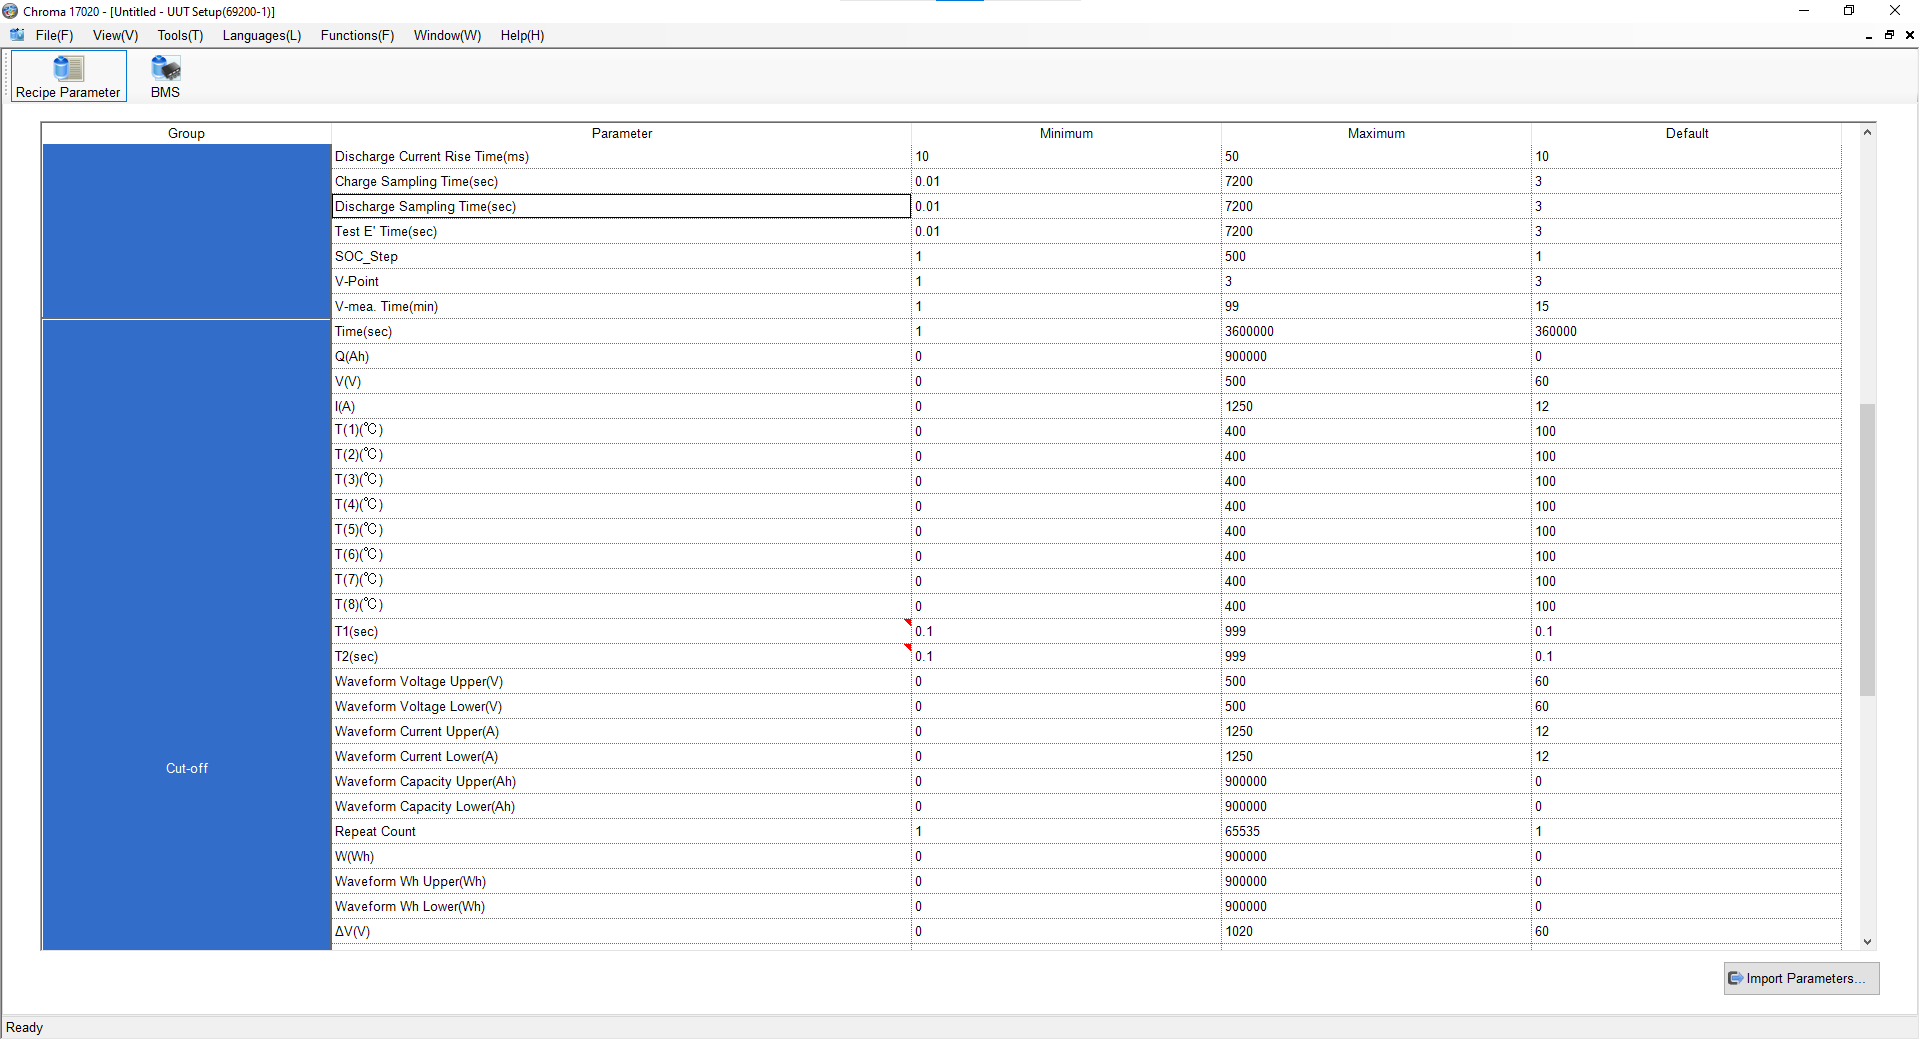 Chroma 17020 - [Untitled - UUT Setup(69200-1)]
File(F) View(V) Tools(T) Languages(L) Functions(F) Window(W) Help(H)
Recipe Parameter BMS
Group Parameter Minimum Maximum Default
Discharge Current Rise Time(ms) 10 50 10
Charge Sampling Time(sec) 0.01 7200 3
Discharge Sampling Time(sec) 0.01 7200 3
Test E' Time(sec) 0.01 7200 3
SOC_Step 1 500 1
V-Point 1 3 3
V-mea. Time(min) 1 99 15
Time(sec) 1 3600000 360000
Q(Ah) 0 900000 0
V(V) 0 500 60
I(A) 0 1250 12
T(1)(℃) 0 400 100
T(2)(℃) 0 400 100
T(3)(℃) 0 400 100
T(4)(℃) 0 400 100
T(5)(℃) 0 400 100
T(6)(℃) 0 400 100
T(7)(℃) 0 400 100
T(8)(℃) 0 400 100
T1(sec) 0.1 999 0.1
T2(sec) 0.1 999 0.1
Waveform Voltage Upper(V) 0 500 60
Waveform Voltage Lower(V) 0 500 60
Waveform Current Upper(A) 0 1250 12
Waveform Current Lower(A) 0 1250 12
Cut-off
Waveform Capacity Upper(Ah) 0 900000 0
Waveform Capacity Lower(Ah) 0 900000 0
Repeat Count 1 65535 1
W(Wh) 0 900000 0
Waveform Wh Upper(Wh) 0 900000 0
Waveform Wh Lower(Wh) 0 900000 0
ΔV(V) 0 1020 60
Import Parameters...
Ready